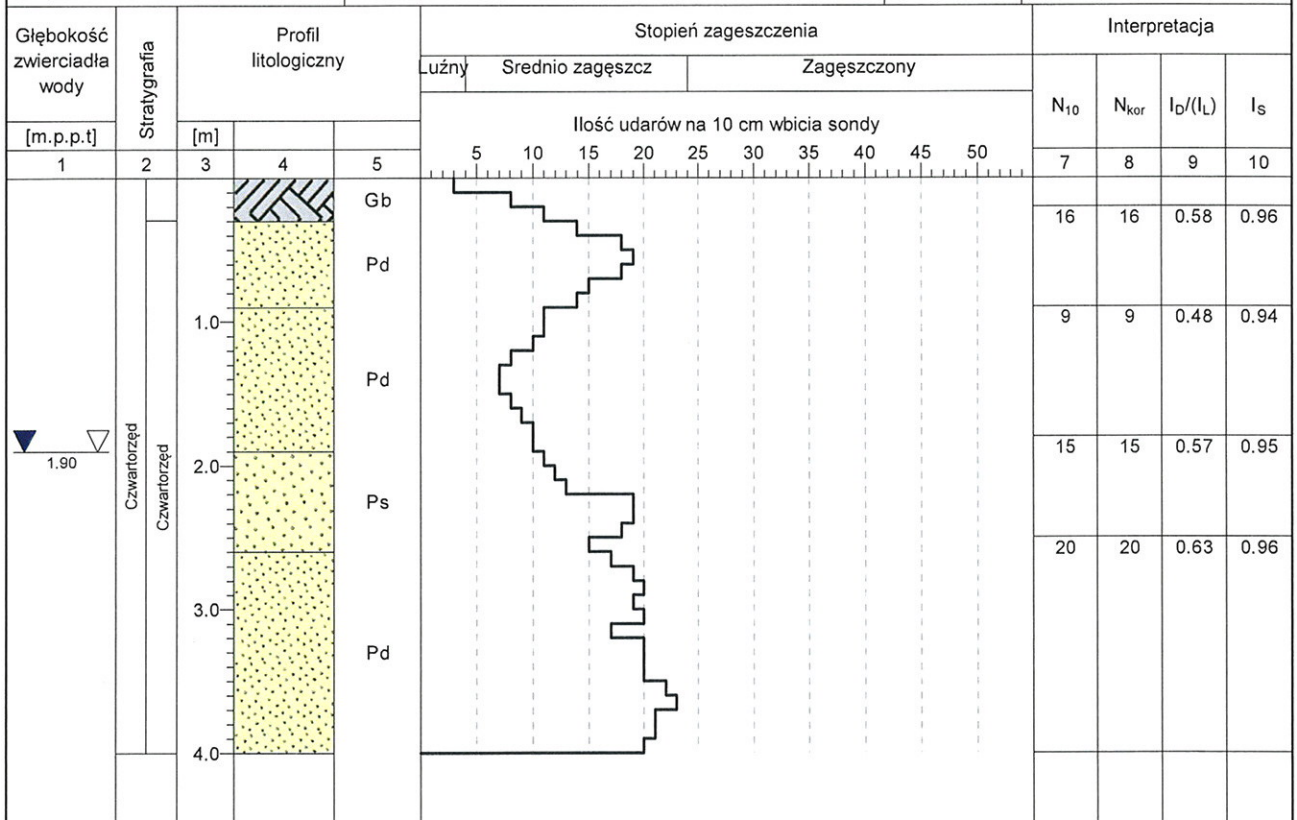 Głębokość
zwierciadła
wody
[m.p.p.t]
Stratygrafia
Profil
litologiczny
[m]
Stopień zageszczenia
Luźny Srednio zagęszcz Zagęszczony
Ilość udarów na 10 cm wbicia sondy
5 10 15 20 25 30 35 40 45 50
Interpretacja
N10 Nkor ID/(IL) IS
1 2 3 4 5 7 8 9 10
Gb
16 16 0.58 0.96
Pd
1.0
9 9 0.48 0.94
Pd
1.90
Czwartorzęd
Czwartorzęd
15 15 0.57 0.95
2.0
Ps
20 20 0.63 0.96
3.0
Pd
4.0